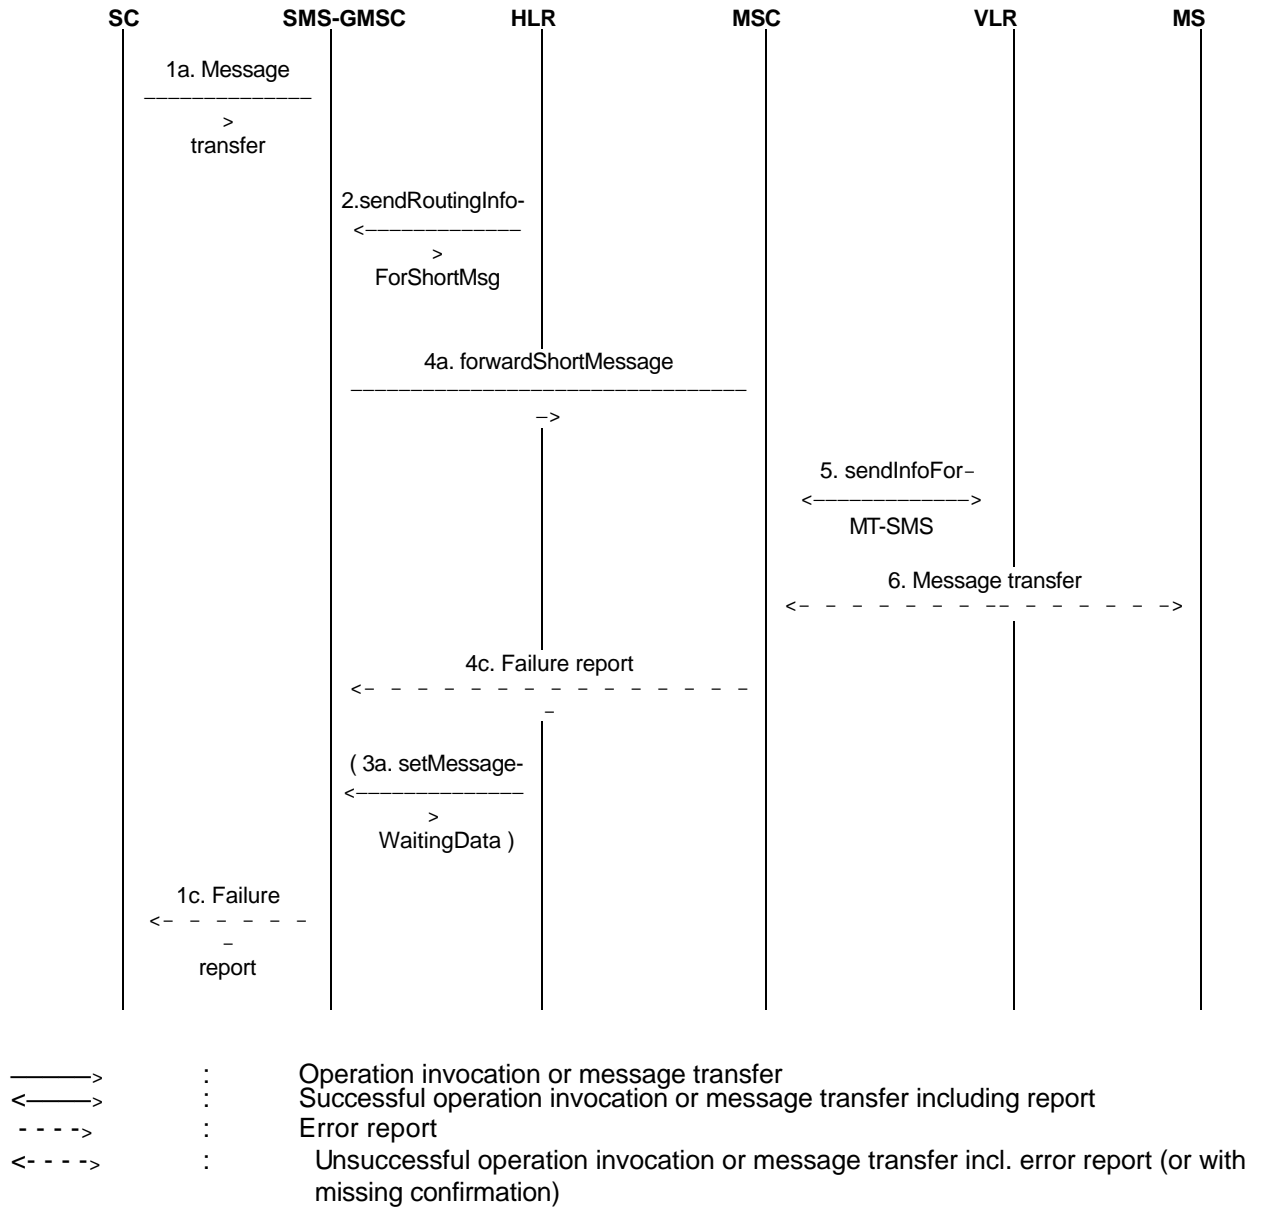 SC SMS-GMSC HLR MSC VLR MS
1a. Message
––––––––––––––
>
transfer
2.sendRoutingInfo-
<–––––––––––––
>
ForShortMsg
4a. forwardShortMessage
–––––––––––––––––––––––––––––––––
–>
5. sendInfoFor–
<–––––––––––––>
MT-SMS
6. Message transfer
<– – – – – – – –– – – – – – –>
4c. Failure report
<– – – – – – – – – – – – – – –
–
( 3a. setMessage-
<––––––––––––––
>
WaitingData )
1c. Failure
<– – – – – –
–
report
––––––> : Operation invocation or message transfer
<–––––> : Successful operation invocation or message transfer including report
- - - -> : Error report
<- - - -> : Unsuccessful operation invocation or message transfer incl. error report (or with
missing confirmation)